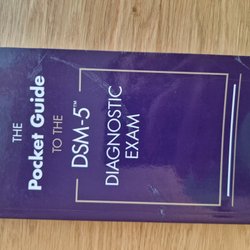 THE
Pocket Guide
TO THE
DSM-5™
DIAGNOSTIC
EXAM